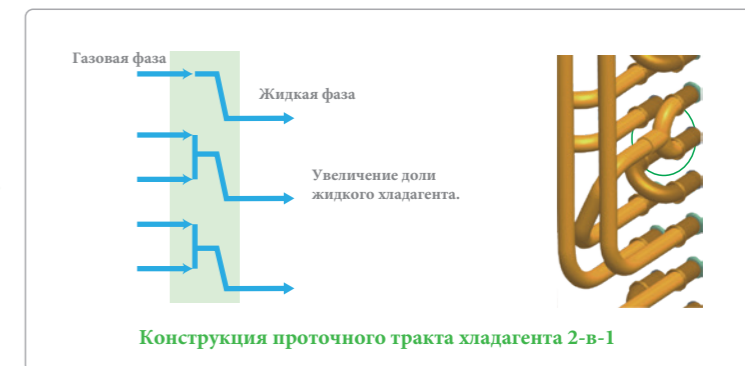 Газовая фаза
Жидкая фаза
Увеличение доли
жидкого хладагента.
Конструкция проточного тракта хладагента 2-в-1